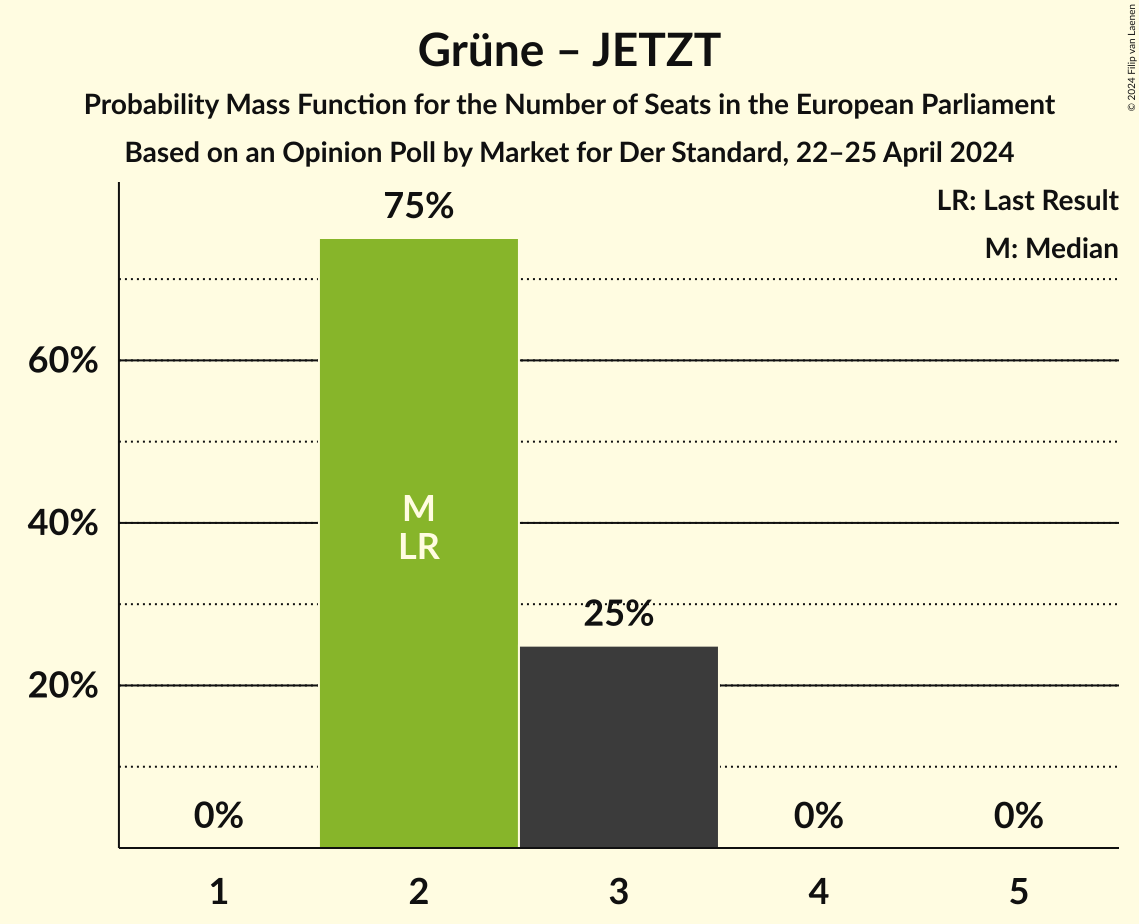 Grüne – JETZT
Probability Mass Function for the Number of Seats in the European Parliament
Based on an Opinion Poll by Market for Der Standard, 22–25 April 2024
© 2024 Filip van Laenen
LR: Last Result
M: Median
75%
60%
40%
20%
M
LR
25%
0%
0%
0%
1
2
3
4
5